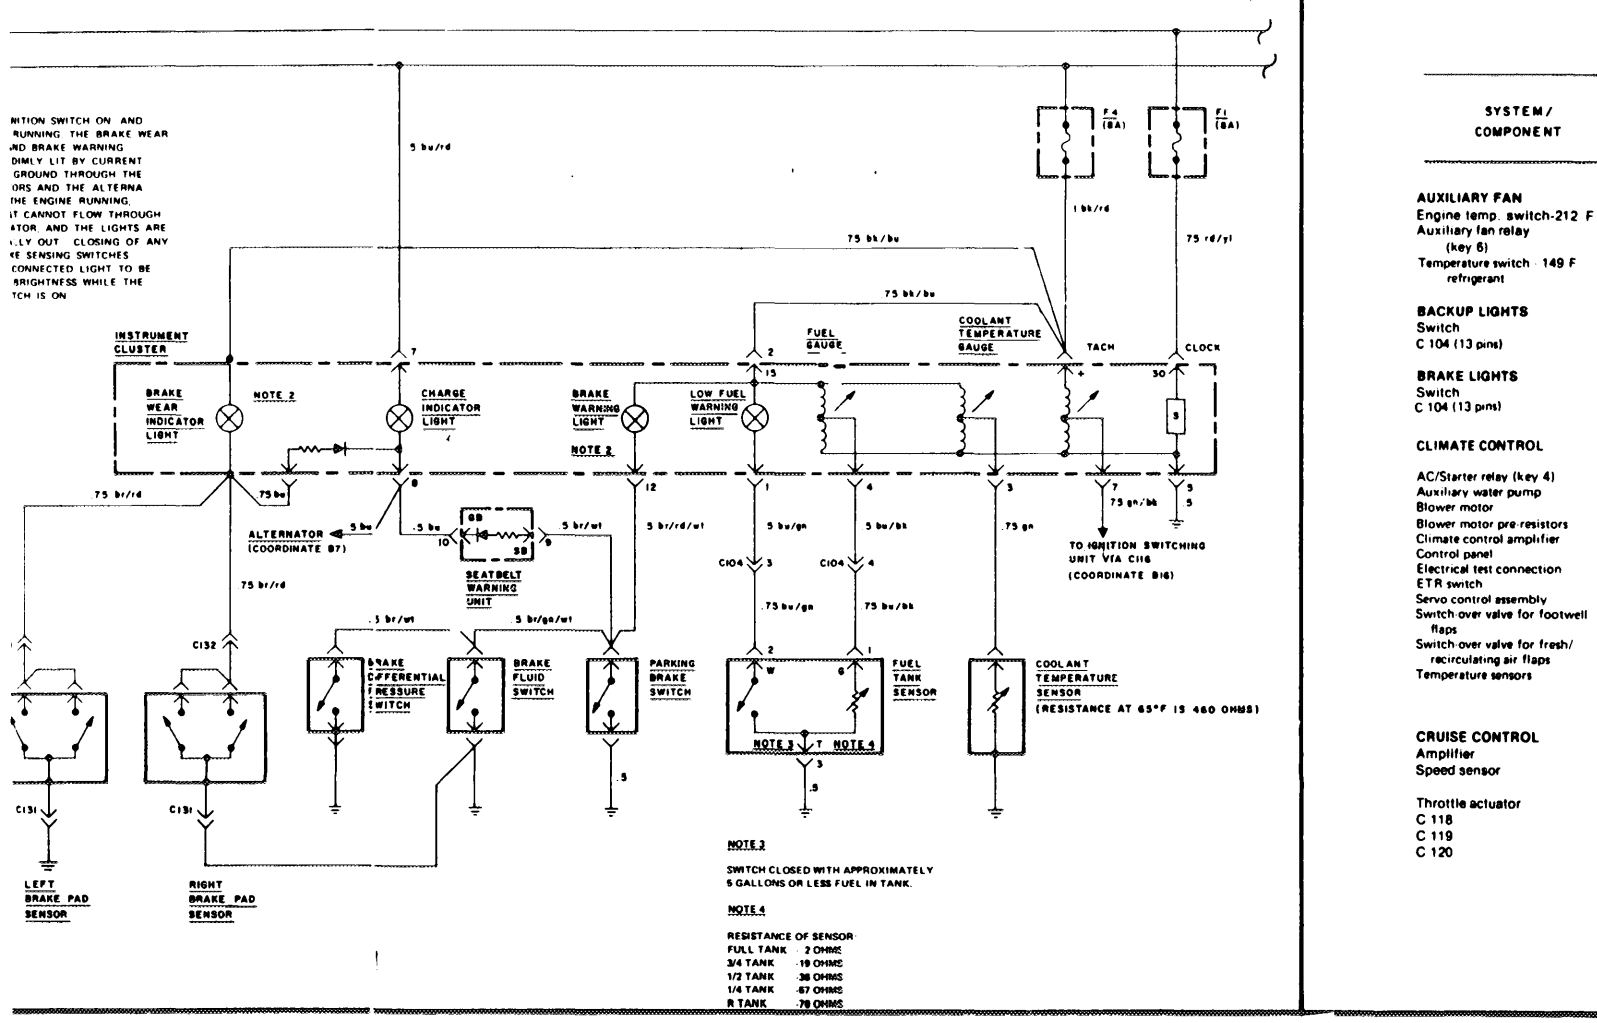 NITION SWITCH ON AND
RUNNING THE BRAKE WEAR
ND BRAKE WARNING
DIMLY LIT BY CURRENT
GROUND THROUGH THE
ORS AND THE ALTERNA
THE ENGINE RUNNING,
IT CANNOT FLOW THROUGH
ATOR, AND THE LIGHTS ARE
LLY OUT CLOSING OF ANY
KE SENSING SWITCHES
CONNECTED LIGHT TO BE
BRIGHTNESS WHILE THE
TCH IS ON
5 bu/rd
F4
(8A)
F1
(8A)
1 bk/rd
.75 bk/bu
75 rd/yl
.75 bk/bu
INSTRUMENT
CLUSTER
7
2
15
FUEL
GAUGE
COOLANT
TEMPERATURE
GAUGE
TACH
+
CLOCK
30
BRAKE
WEAR
INDICATOR
LIGHT
NOTE 2
CHARGE
INDICATOR
LIGHT
BRAKE
WARNING
LIGHT
NOTE 2
LOW FUEL
WARNING
LIGHT
S
.75 br/rd
.75 bu
8
12
1
4
3
7
5
ALTERNATOR
(COORDINATE B7)
.5 bu
.5 bu
10
GB
SB
9
.5 br/wt
.5 br/rd/wt
.5 bu/gn
.5 bu/bk
.75 gn
.75 gn/bk
.5
SEATBELT
WARNING
UNIT
C104
3
C104
4
TO IGNITION SWITCHING
UNIT VIA C116
(COORDINATE B16)
.75 br/rd
.75 bu/gn
.75 bu/bk
.5 br/wt
.5 br/gn/wt
C132
BRAKE
DIFFERENTIAL
PRESSURE
SWITCH
BRAKE
FLUID
SWITCH
PARKING
BRAKE
SWITCH
2
W
1
G
FUEL
TANK
SENSOR
COOLANT
TEMPERATURE
SENSOR
(RESISTANCE AT 65°F IS 460 OHMS)
NOTE 3
T
NOTE 4
3
.5
.5
C131
C131
LEFT
BRAKE PAD
SENSOR
RIGHT
BRAKE PAD
SENSOR
NOTE 3
SWITCH CLOSED WITH APPROXIMATELY
5 GALLONS OR LESS FUEL IN TANK.
NOTE 4
RESISTANCE OF SENSOR
FULL TANK 2 OHMS
3/4 TANK 19 OHMS
1/2 TANK 36 OHMS
1/4 TANK 67 OHMS
R TANK OHMS
SYSTEM/
COMPONENT
AUXILIARY FAN
Engine temp. switch-212 F
Auxiliary fan relay
(key 6)
Temperature switch 149 F
refrigerant
BACKUP LIGHTS
Switch
C 104 (13 pins)
BRAKE LIGHTS
Switch
C 104 (13 pins)
CLIMATE CONTROL
AC/Starter relay (key 4)
Auxiliary water pump
Blower motor
Blower motor pre-resistors
Climate control amplifier
Control panel
Electrical test connection
ETR switch
Servo control assembly
Switch-over valve for footwell
flaps
Switch-over valve for fresh/
recirculating air flaps
Temperature sensors
CRUISE CONTROL
Amplifier
Speed sensor
Throttle actuator
C 118
C 119
C 120